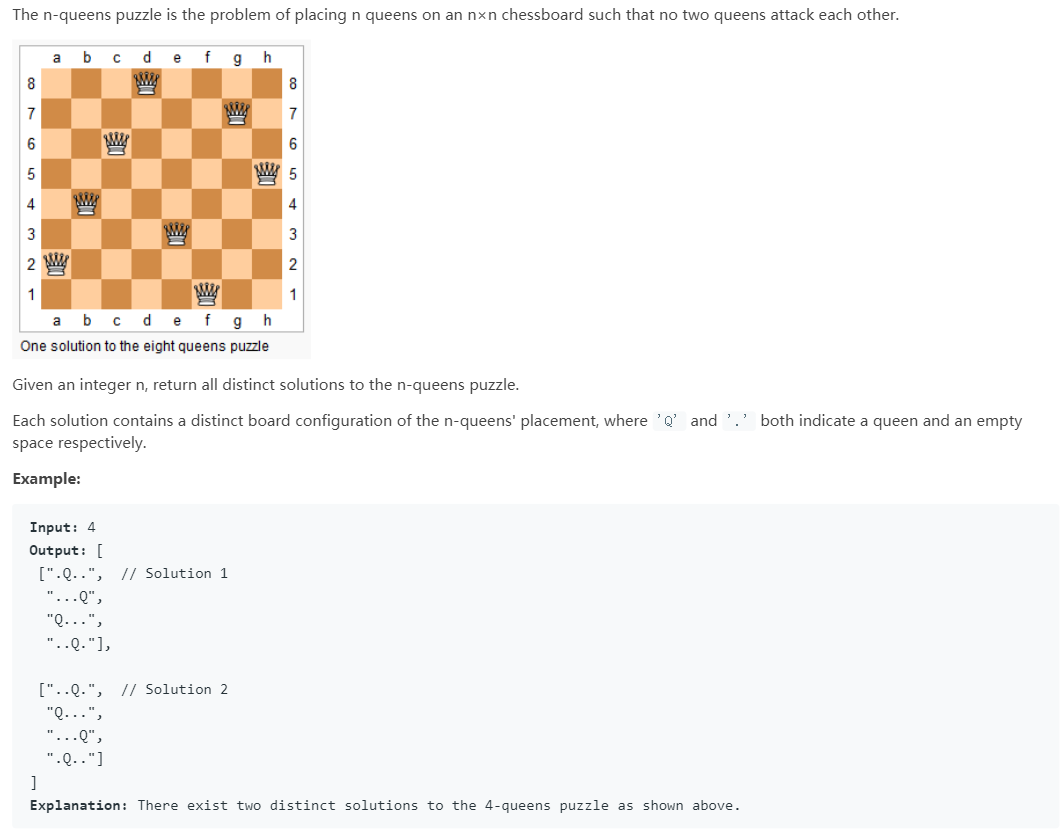 The n-queens puzzle is the problem of placing n queens on an n×n chessboard such that no two queens attack each other.
a b c d e f g h
8 8
7 7
6 6
5 5
4 4
3 3
2 2
1 1
a b c d e f g h
One solution to the eight queens puzzle
Given an integer n, return all distinct solutions to the n-queens puzzle.
Each solution contains a distinct board configuration of the n-queens' placement, where 'Q' and '.' both indicate a queen and an empty
space respectively.
Example:
Input: 4
Output: [
[".Q..", // Solution 1
"...Q",
"Q...",
"..Q."],
["..Q.", // Solution 2
"Q...",
"...Q",
".Q.."]
]
Explanation: There exist two distinct solutions to the 4-queens puzzle as shown above.